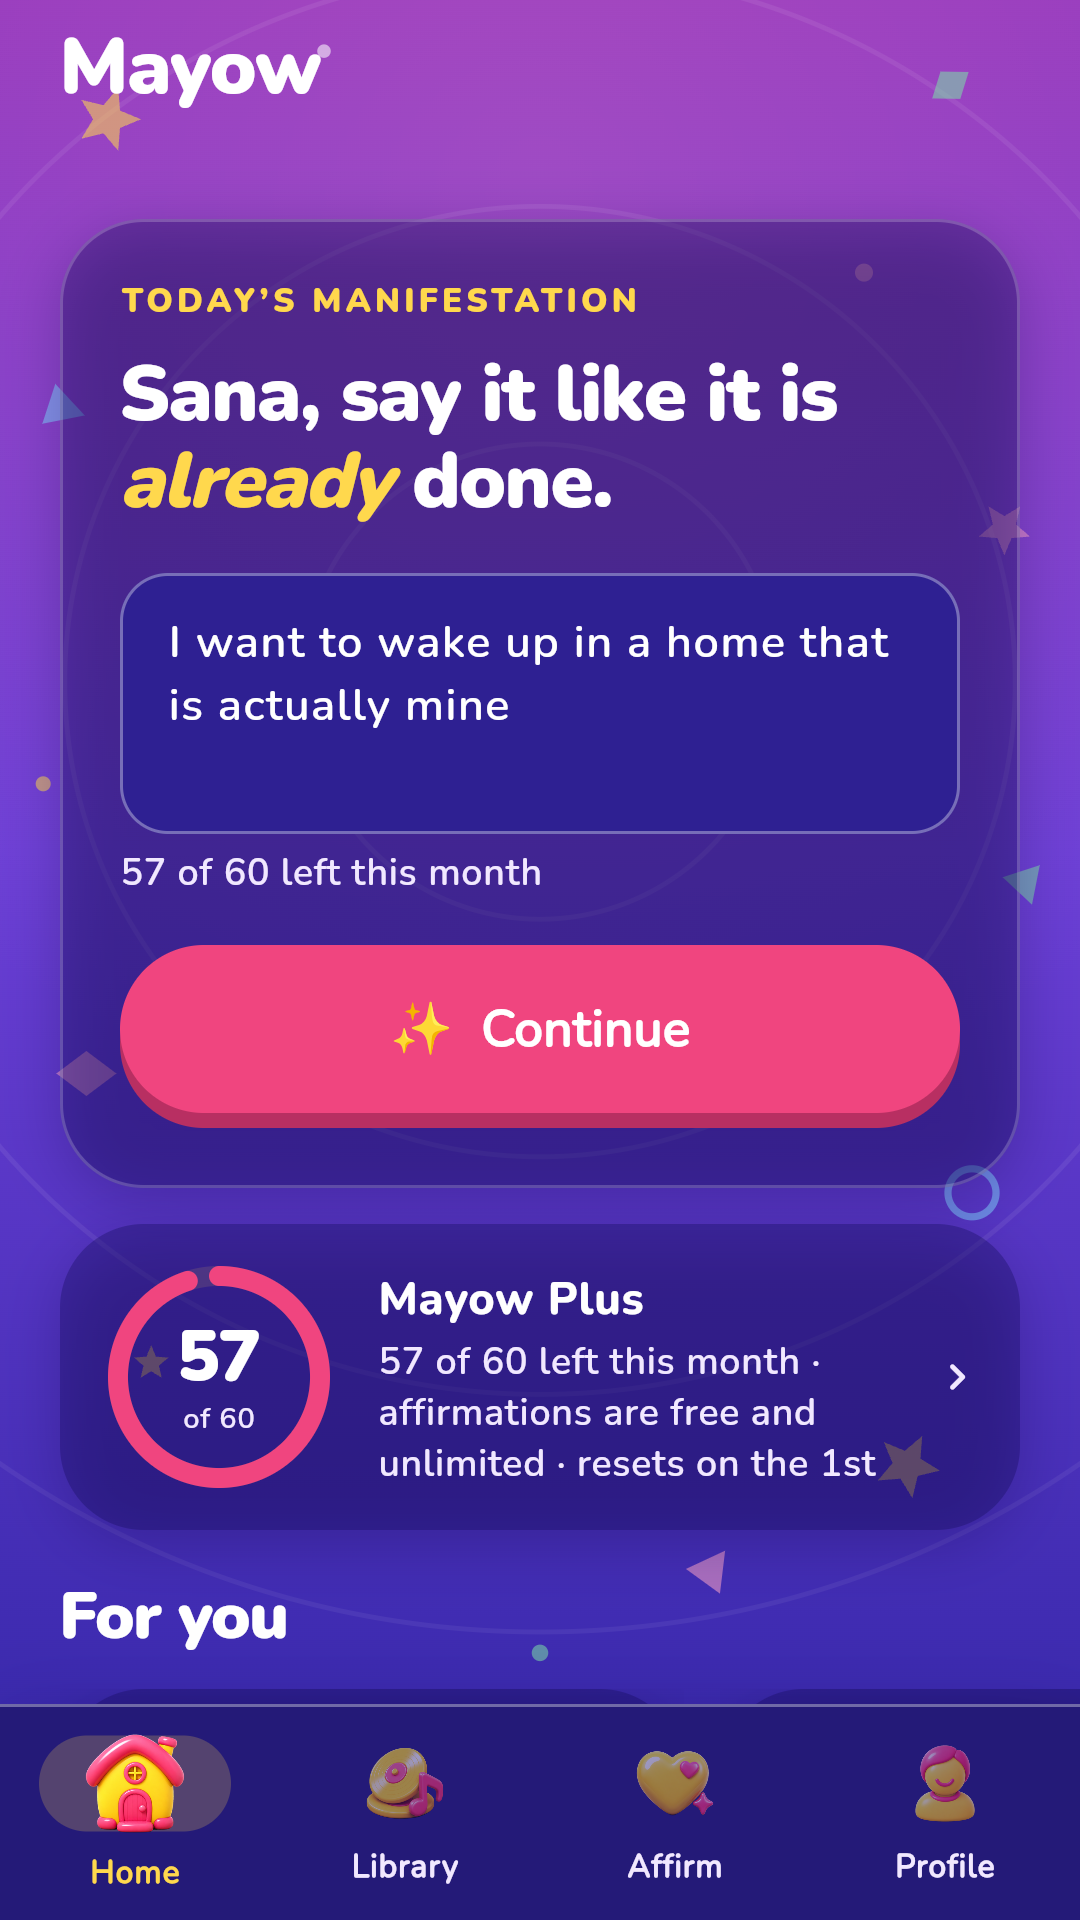 Mayow
TODAY’S MANIFESTATION
Sana, say it like it is
already done.
I want to wake up in a home that
is actually mine
57 of 60 left this month
✨ Continue
57
of 60
Mayow Plus
57 of 60 left this month ·
affirmations are free and
unlimited · resets on the 1st
For you
Home
Library
Affirm
Profile